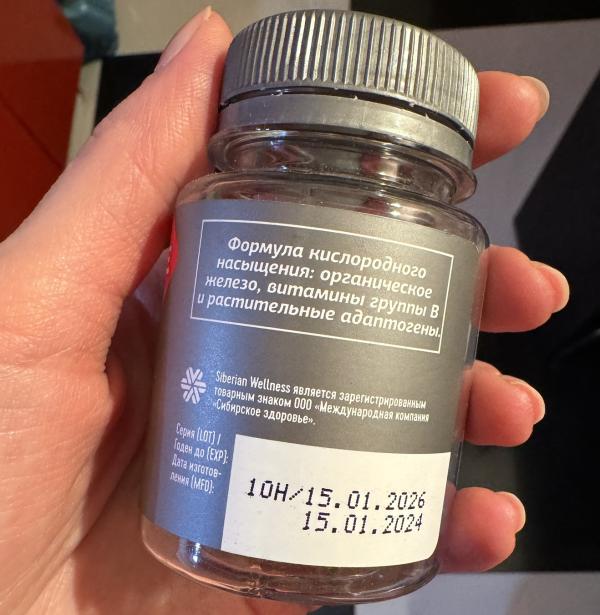 Формула кислородного
насыщения: органическое
железо, витамины группы В
и растительные адаптогены.
Siberian Wellness является зарегистрированным
товарным знаком ООО «Международная компания
«Сибирское здоровье».
Серия (LOT) /
Годен до (EXP):
Дата изготов-
ления (MFD):
10H/15.01.2026
15.01.2024